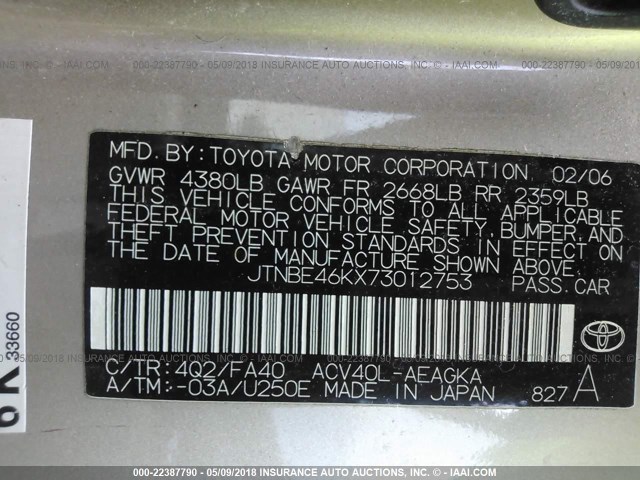 000-22387790 - 05/09/2018 INSURANCE AUTO AUCTIONS, INC. - © IAAI.COM
MFD. BY: TOYOTA MOTOR CORPORATION 02/06
GVWR 4380LB GAWR FR 2668LB RR 2359LB
THIS VEHICLE CONFORMS TO ALL APPLICABLE
FEDERAL MOTOR VEHICLE SAFETY, BUMPER, AND
THEFT PREVENTION STANDARDS IN EFFECT ON
THE DATE OF MANUFACTURE SHOWN ABOVE.
JTNBE46KX73012753 PASS. CAR
TOYOTA
C/TR: 4Q2/FA40 ACV40L-AEAGKA
A/TM: -03A/U250E MADE IN JAPAN 827 A
6K
33660
000-22387790 - 05/09/2018 INSURANCE AUTO AUCTIONS, INC. - © IAAI.COM